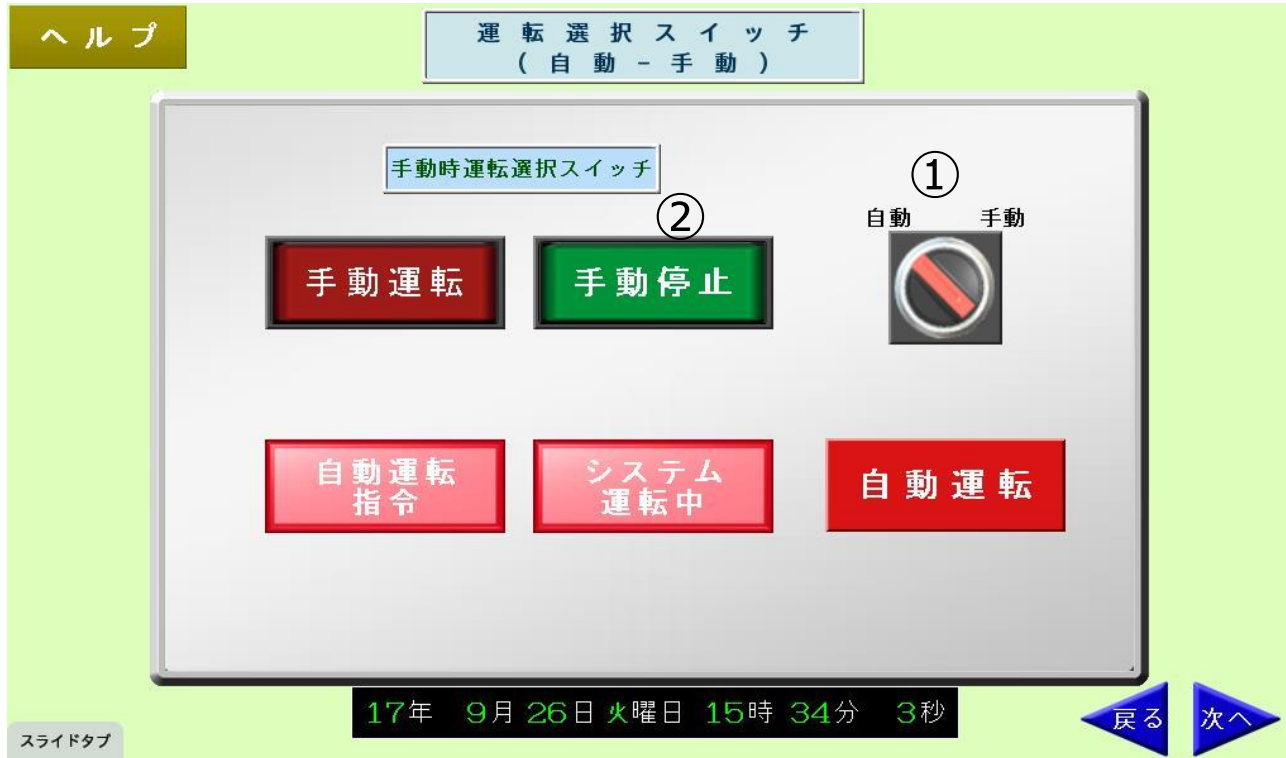 ヘルプ
運転選択スイッチ
(自動-手動)
手動時運転選択スイッチ
①
②
自動 手動
手動運転
手動停止
自動運転
指令
システム
運転中
自動運転
17年 9月26日火曜日 15時34分 3秒
戻る
次へ
スライドタブ